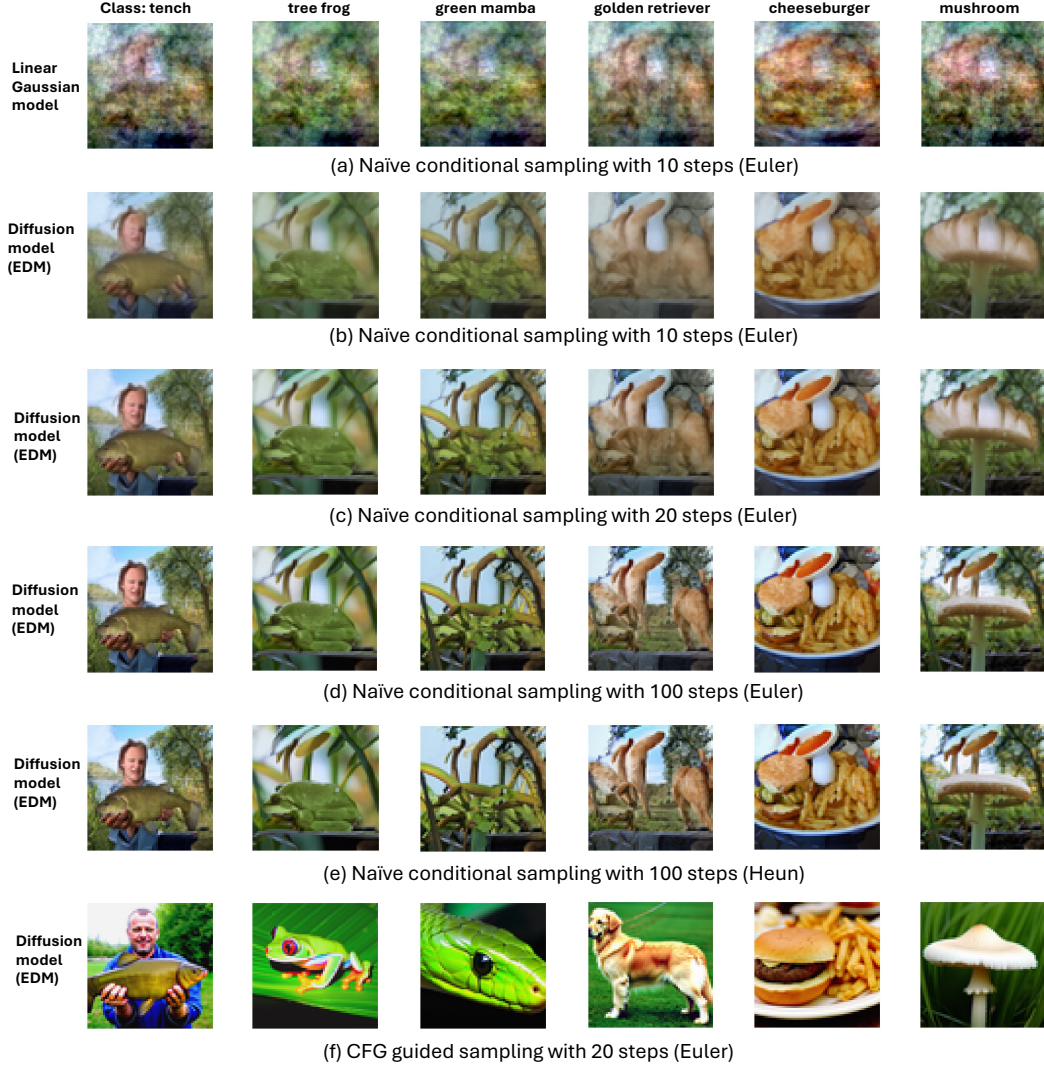 Class: tench tree frog green mamba golden retriever cheeseburger mushroom
Linear
Gaussian
model
(a) Naïve conditional sampling with 10 steps (Euler)
Diffusion
model
(EDM)
(b) Naïve conditional sampling with 10 steps (Euler)
Diffusion
model
(EDM)
(c) Naïve conditional sampling with 20 steps (Euler)
Diffusion
model
(EDM)
(d) Naïve conditional sampling with 100 steps (Euler)
Diffusion
model
(EDM)
(e) Naïve conditional sampling with 100 steps (Heun)
Diffusion
model
(EDM)
(f) CFG guided sampling with 20 steps (Euler)